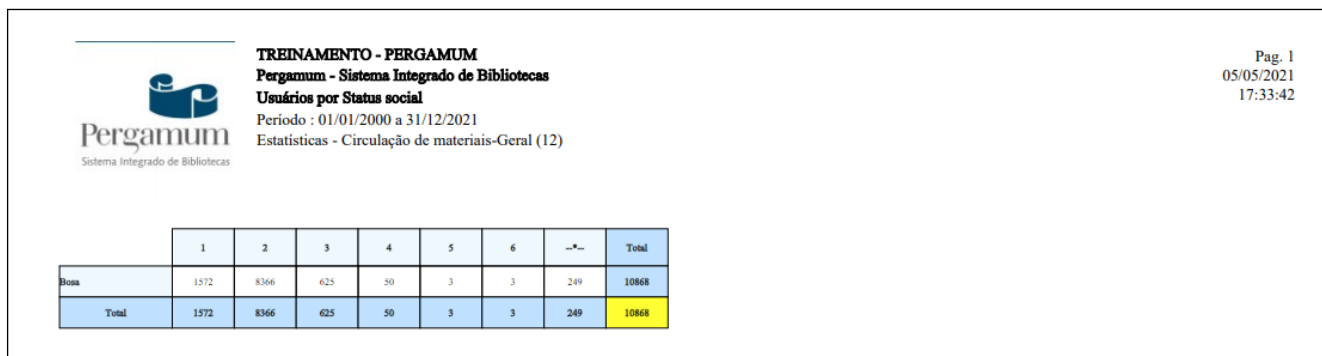 TREINAMENTO - PERGAMUM
Pergamum - Sistema Integrado de Bibliotecas
Usuários por Status social
Período : 01/01/2000 a 31/12/2021
Estatísticas - Circulação de materiais-Geral (12)
Pag. 1
05/05/2021
17:33:42
Pergamum
Sistema Integrado de Bibliotecas
1 2 3 4 5 6 --*-- Total
Bosa 1572 8366 625 50 3 3 249 10868
Total 1572 8366 625 50 3 3 249 10868